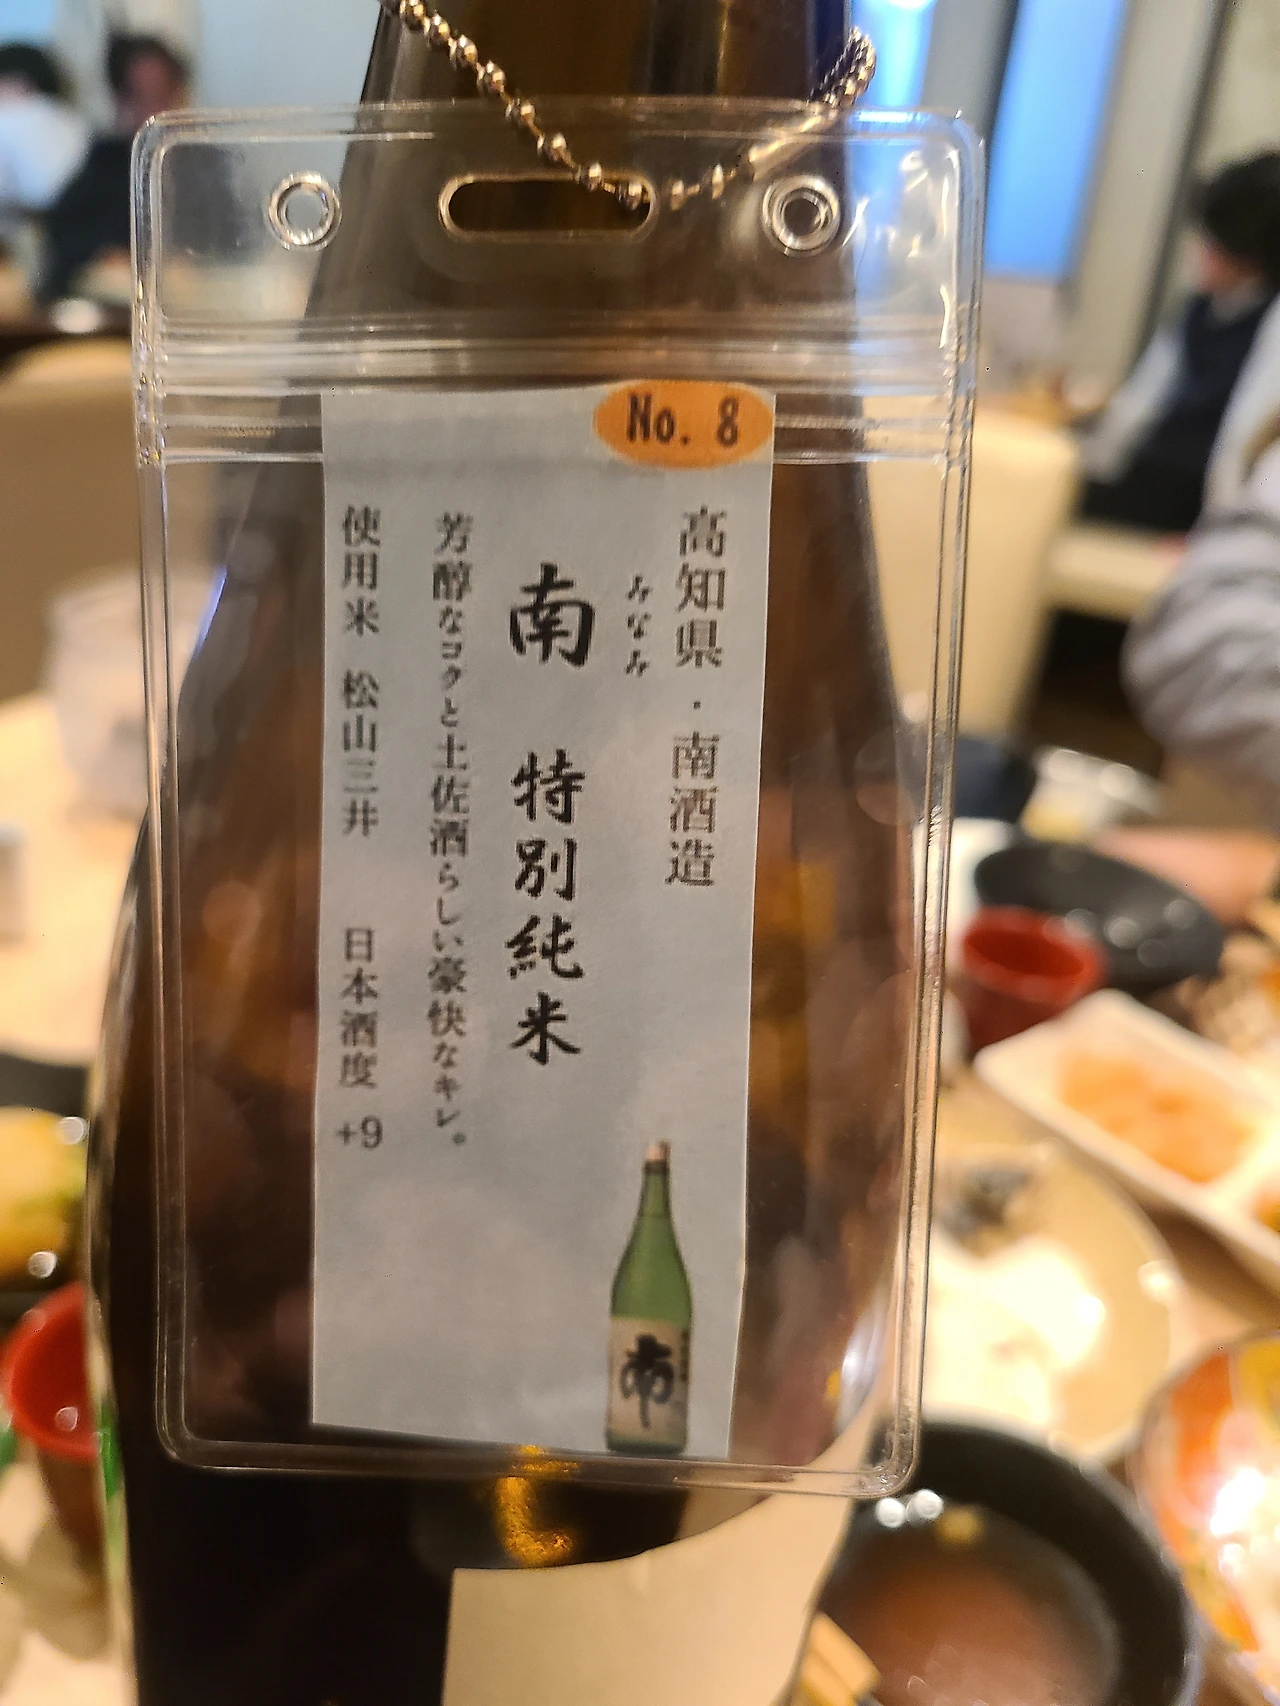 No. 8
高知県・南酒造
みなみ
南 特別純米
芳醇なコクと土佐酒らしい豪快なキレ。
使用米 松山三井 日本酒度 +9
南